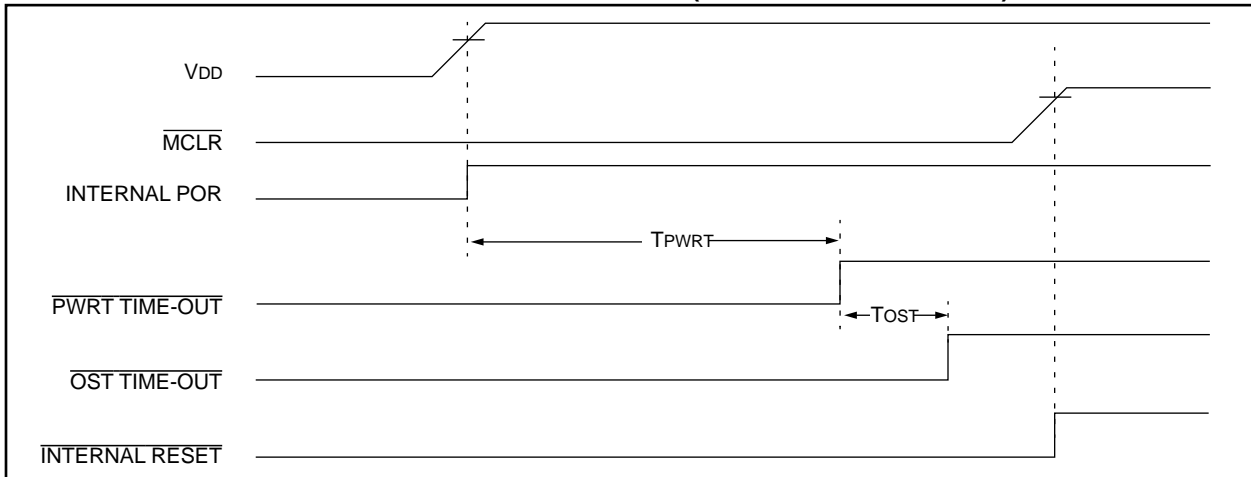 VDD
MCLR
INTERNAL POR
TPWRT
PWRT TIME-OUT
TOST
OST TIME-OUT
INTERNAL RESET